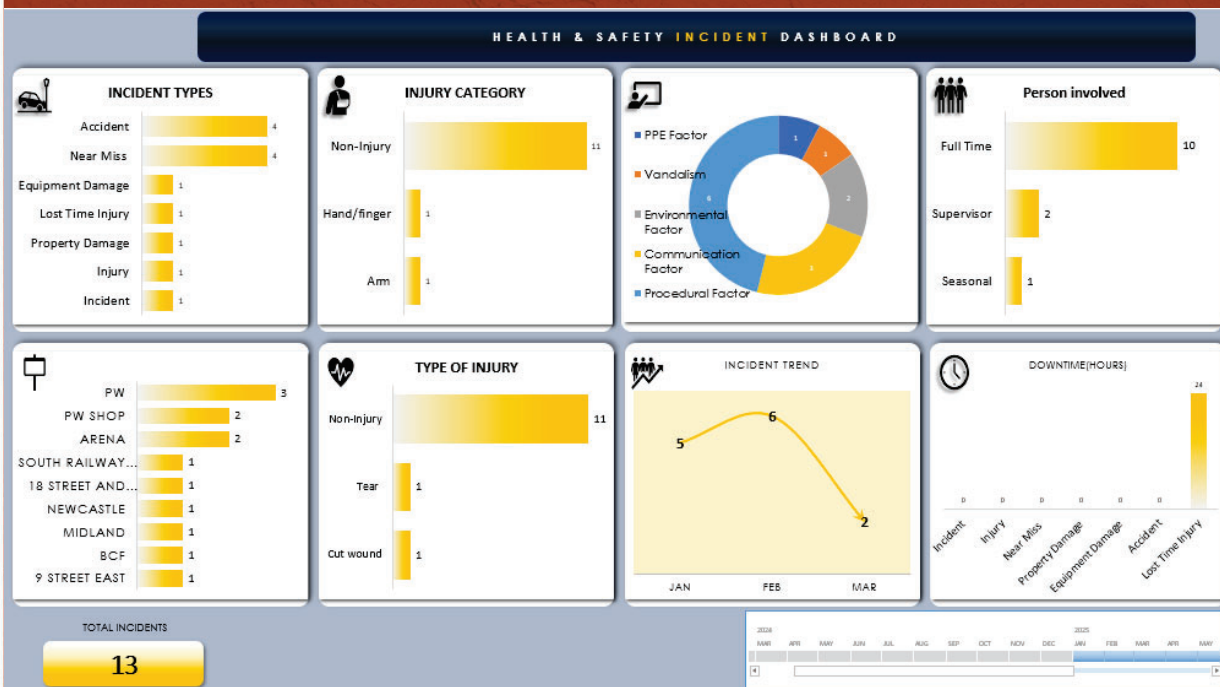 HEALTH & SAFETY INCIDENT DASHBOARD
INCIDENT TYPES
Accident 4
Near Miss 4
Equipment Damage 1
Lost Time Injury 1
Property Damage 1
Injury 1
Incident 1
INJURY CATEGORY
Non-Injury 11
Hand/finger 1
Arm 1
PPE Factor
Vandalism
Environmental
Factor
Communication
Factor
Procedural Factor
1
1
2
6
Person involved
Full Time 10
Supervisor 2
Seasonal 1
PW 3
PW SHOP 2
ARENA 2
SOUTH RAILWAY...
1
18 STREET AND...
1
NEWCASTLE 1
MIDLAND 1
BCF 1
9 STREET EAST 1
TYPE OF INJURY
Non-Injury 11
Tear 1
Cut wound 1
INCIDENT TREND
5
6
2
JAN FEB MAR
DOWNTIME(HOURS)
24
0 0 0 0 0 0
Incident
Injury
Near Miss
Property Damage
Equipment Damage
Accident
Lost Time Injury
TOTAL INCIDENTS
13
2024 2025
MAR APR MAY JUN JUL AUG SEP OCT NOV DEC JAN FEB MAR APR MAY